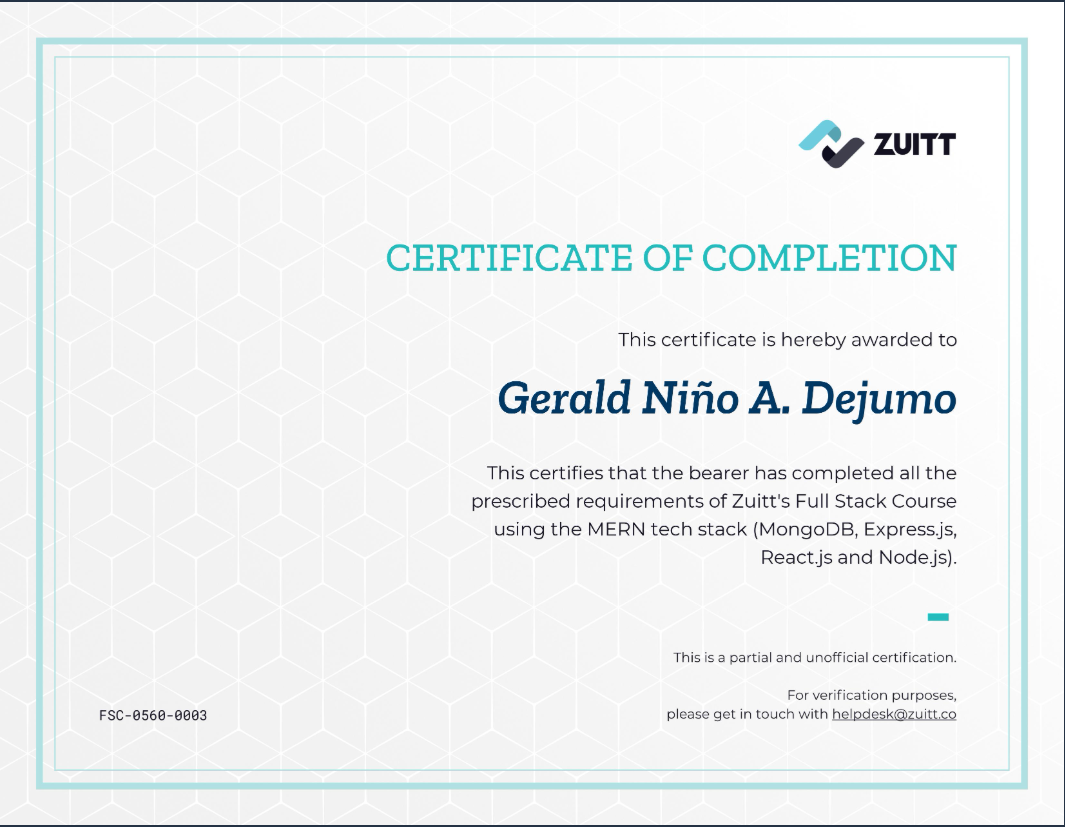 ZUITT
CERTIFICATE OF COMPLETION
This certificate is hereby awarded to
Gerald Niño A. Dejumo
This certifies that the bearer has completed all the
prescribed requirements of Zuitt's Full Stack Course
using the MERN tech stack (MongoDB, Express.js,
React.js and Node.js).
This is a partial and unofficial certification.
For verification purposes,
please get in touch with helpdesk@zuitt.co
FSC-0560-0003